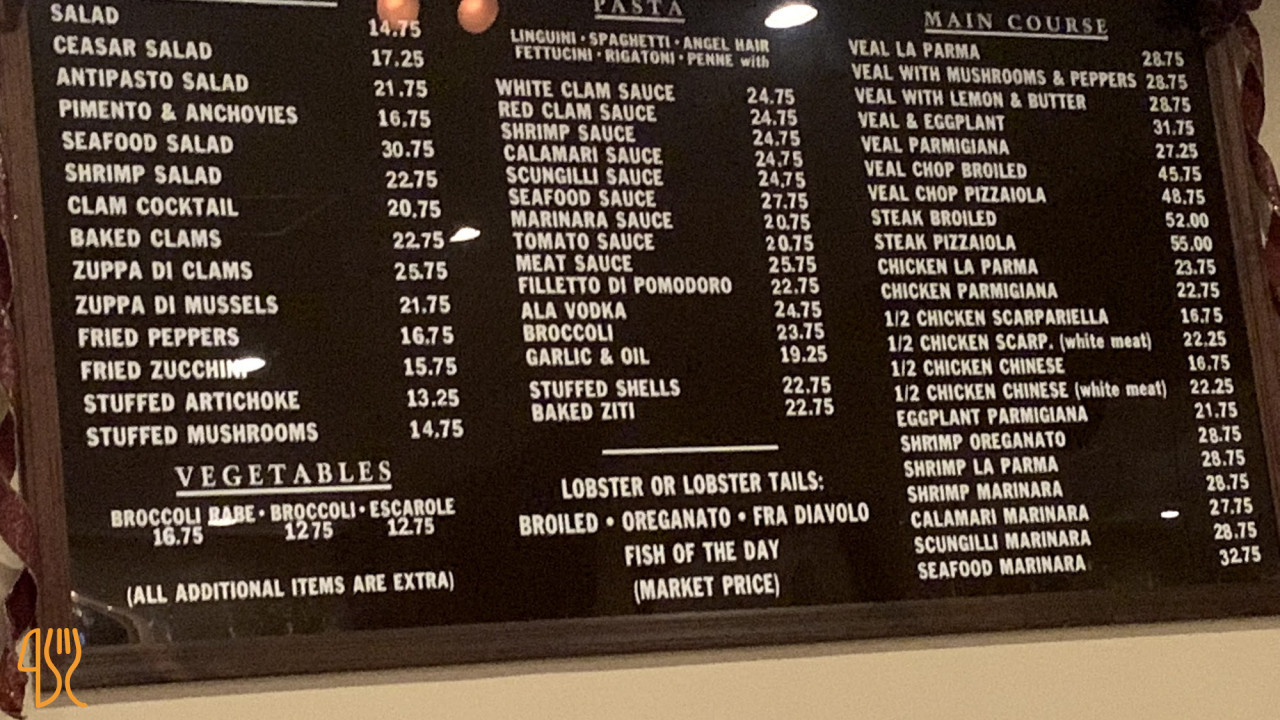 SALAD 14.75
CEASAR SALAD 17.25
ANTIPASTO SALAD 21.75
PIMENTO & ANCHOVIES 16.75
SEAFOOD SALAD 30.75
SHRIMP SALAD 22.75
CLAM COCKTAIL 20.75
BAKED CLAMS 22.75
ZUPPA DI CLAMS 25.75
ZUPPA DI MUSSELS 21.75
FRIED PEPPERS 16.75
FRIED ZUCCHINI 15.75
STUFFED ARTICHOKE 13.25
STUFFED MUSHROOMS 14.75
VEGETABLES
BROCCOLI RABE • BROCCOLI • ESCAROLE
16.75 12.75 12.75
(ALL ADDITIONAL ITEMS ARE EXTRA)
PASTA
LINGUINI • SPAGHETTI • ANGEL HAIR
FETTUCINI • RIGATONI • PENNE with
WHITE CLAM SAUCE 24.75
RED CLAM SAUCE 24.75
SHRIMP SAUCE 24.75
CALAMARI SAUCE 24.75
SCUNGILLI SAUCE 24.75
SEAFOOD SAUCE 27.75
MARINARA SAUCE 20.75
TOMATO SAUCE 20.75
MEAT SAUCE 25.75
FILLETTO DI POMODORO 22.75
ALA VODKA 24.75
BROCCOLI 23.75
GARLIC & OIL 19.25
STUFFED SHELLS 22.75
BAKED ZITI 22.75
LOBSTER OR LOBSTER TAILS:
BROILED • OREGANATO • FRA DIAVOLO
FISH OF THE DAY
(MARKET PRICE)
MAIN COURSE
VEAL LA PARMA 28.75
VEAL WITH MUSHROOMS & PEPPERS 28.75
VEAL WITH LEMON & BUTTER 28.75
VEAL & EGGPLANT 31.75
VEAL PARMIGIANA 27.25
VEAL CHOP BROILED 45.75
VEAL CHOP PIZZAIOLA 48.75
STEAK BROILED 52.00
STEAK PIZZAIOLA 55.00
CHICKEN LA PARMA 23.75
CHICKEN PARMIGIANA 22.75
1/2 CHICKEN SCARPARIELLA 16.75
1/2 CHICKEN SCARP. (white meat) 22.25
1/2 CHICKEN CHINESE 16.75
1/2 CHICKEN CHINESE (white meat) 22.25
EGGPLANT PARMIGIANA 21.75
SHRIMP OREGANATO 28.75
SHRIMP LA PARMA 28.75
SHRIMP MARINARA 28.75
CALAMARI MARINARA 27.75
SCUNGILLI MARINARA 28.75
SEAFOOD MARINARA 32.75